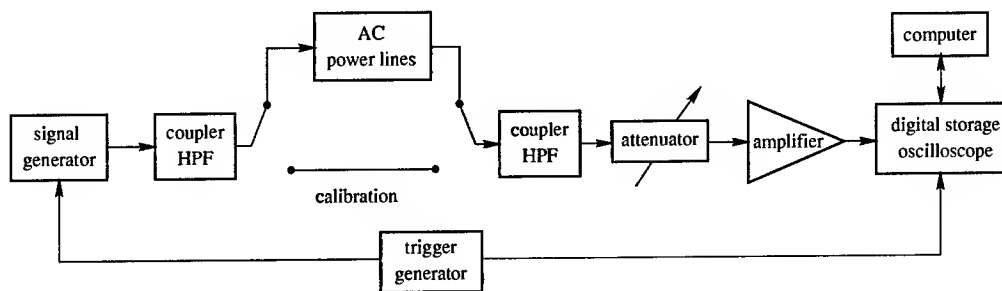 AC
power lines
computer
signal
generator
coupler
HPF
coupler
HPF
attenuator
amplifier
digital storage
oscilloscope
calibration
trigger
generator